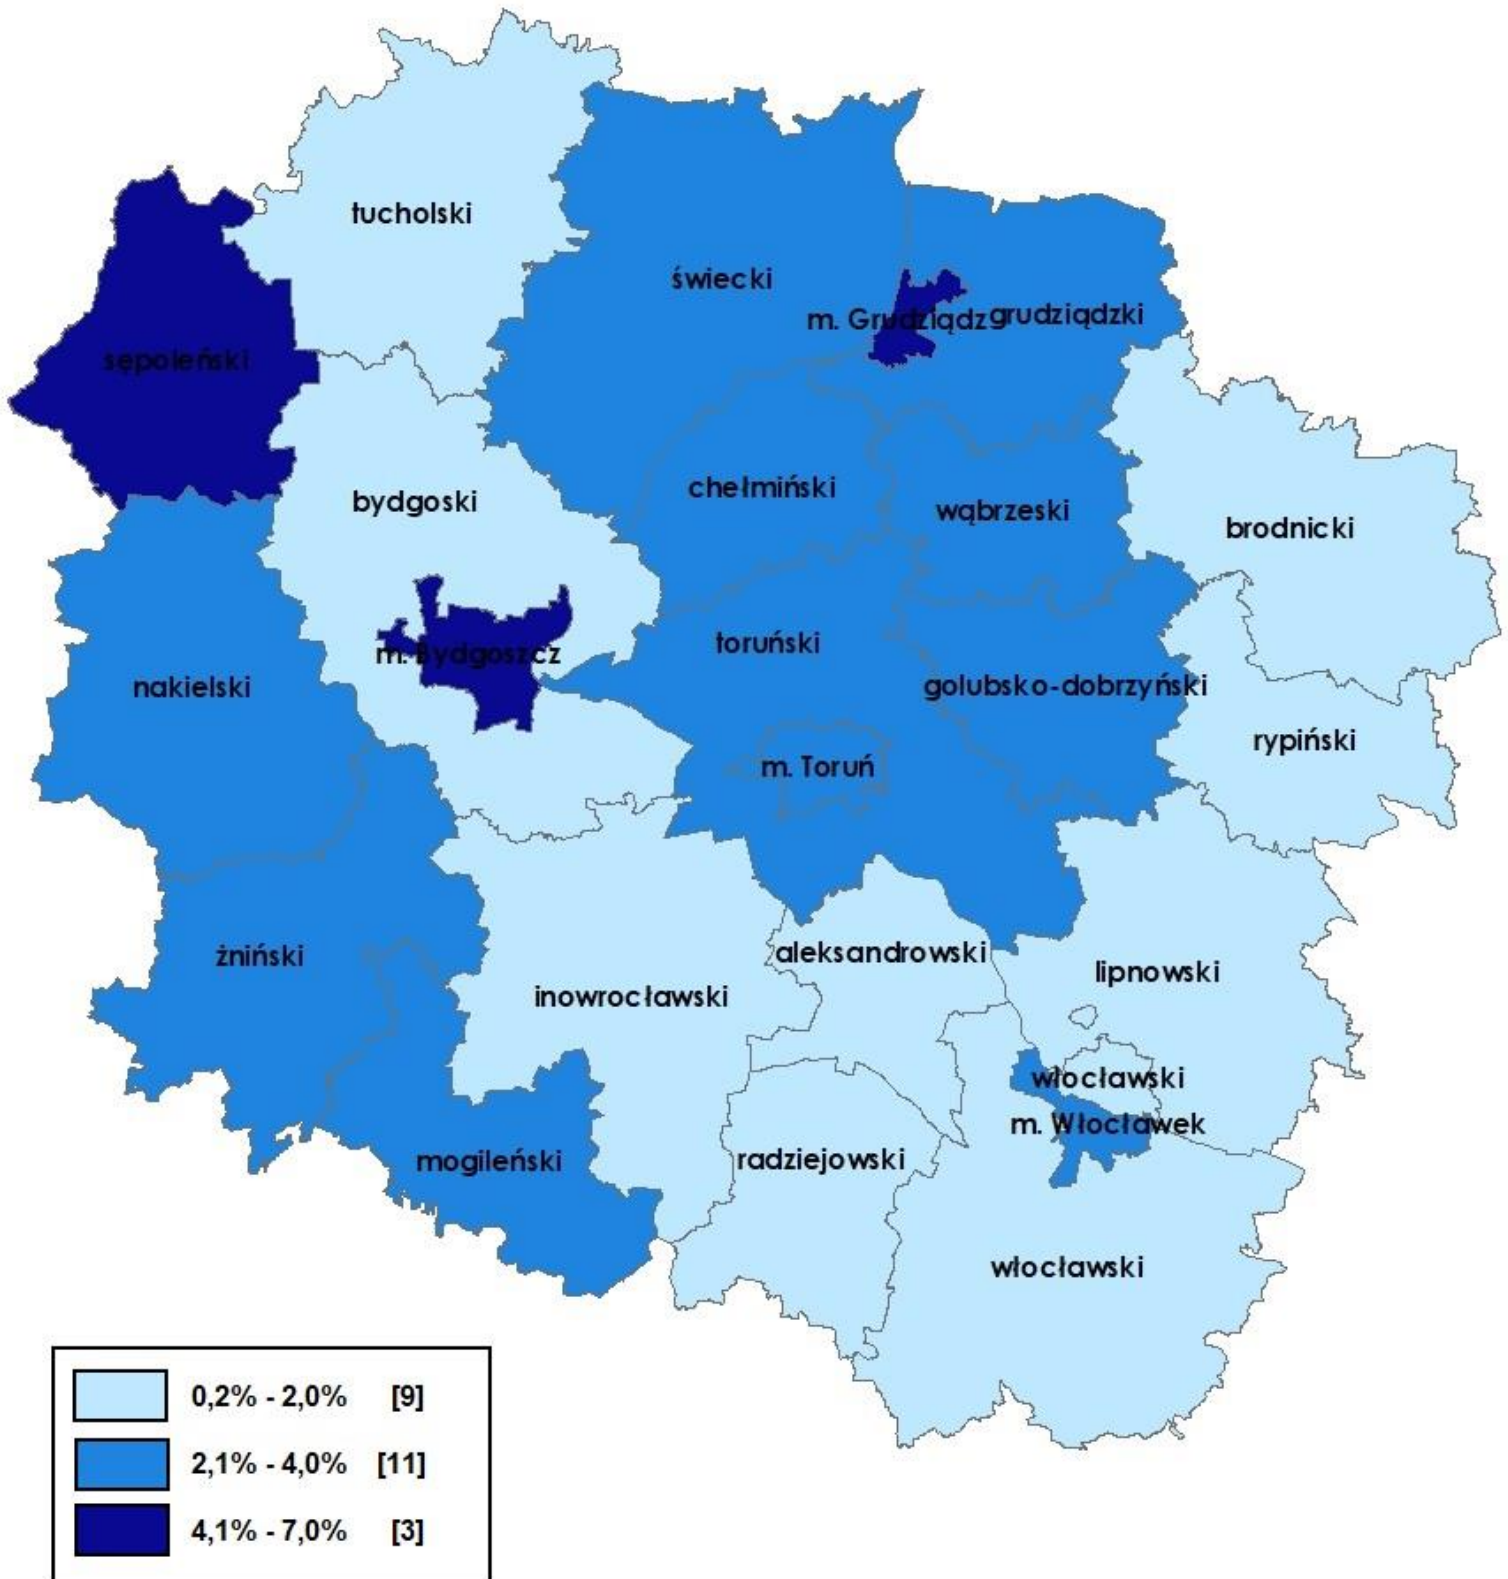 tucholski
świecki
m. Grudziądz
grudziądzki
sępoleński
chełmiński
bydgoski
wąbrzeski
brodnicki
toruński
m. Bydgoszcz
nakielski
golubsko-dobrzyński
rypiński
m. Toruń
żniński
aleksandrowski
lipnowski
inowrocławski
włocławski
m. Włocławek
mogileński
radziejowski
włocławski
0,2% - 2,0% [9]
2,1% - 4,0% [11]
4,1% - 7,0% [3]